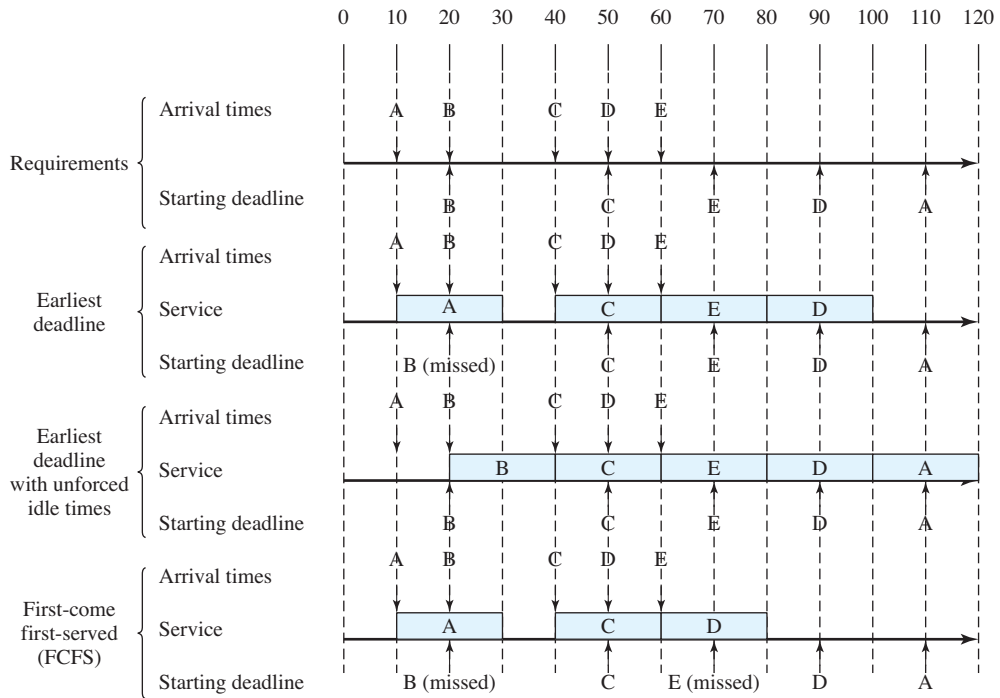 0 10 20 30 40 50 60 70 80 90 100 110 120
Arrival times A B C D E
Requirements
Starting deadline B C E D A
Arrival times A B C D E
Earliest
deadline
Service A C E D
Starting deadline B (missed) C E D A
Arrival times A B C D E
Earliest
deadline
with unforced
idle times
Service B C E D A
Starting deadline B C E D A
Arrival times A B C D E
First-come
first-served
(FCFS)
Service A C D
Starting deadline B (missed) C E (missed) D A